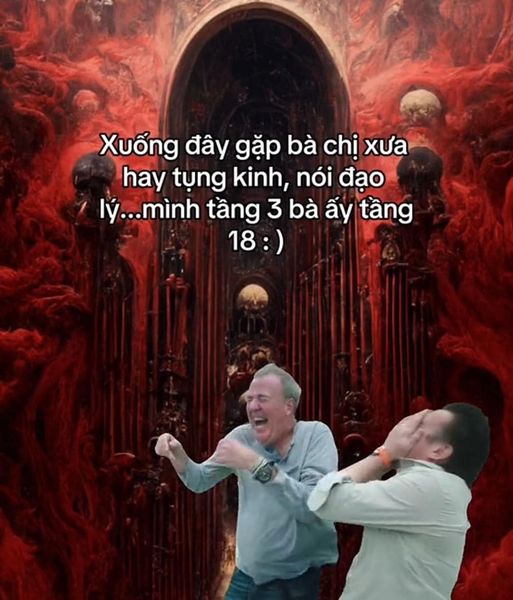 Xuống đây gặp bà chị xưa
hay tụng kinh, nói đạo
lý...mình tầng 3 bà ấy tầng
18 : )